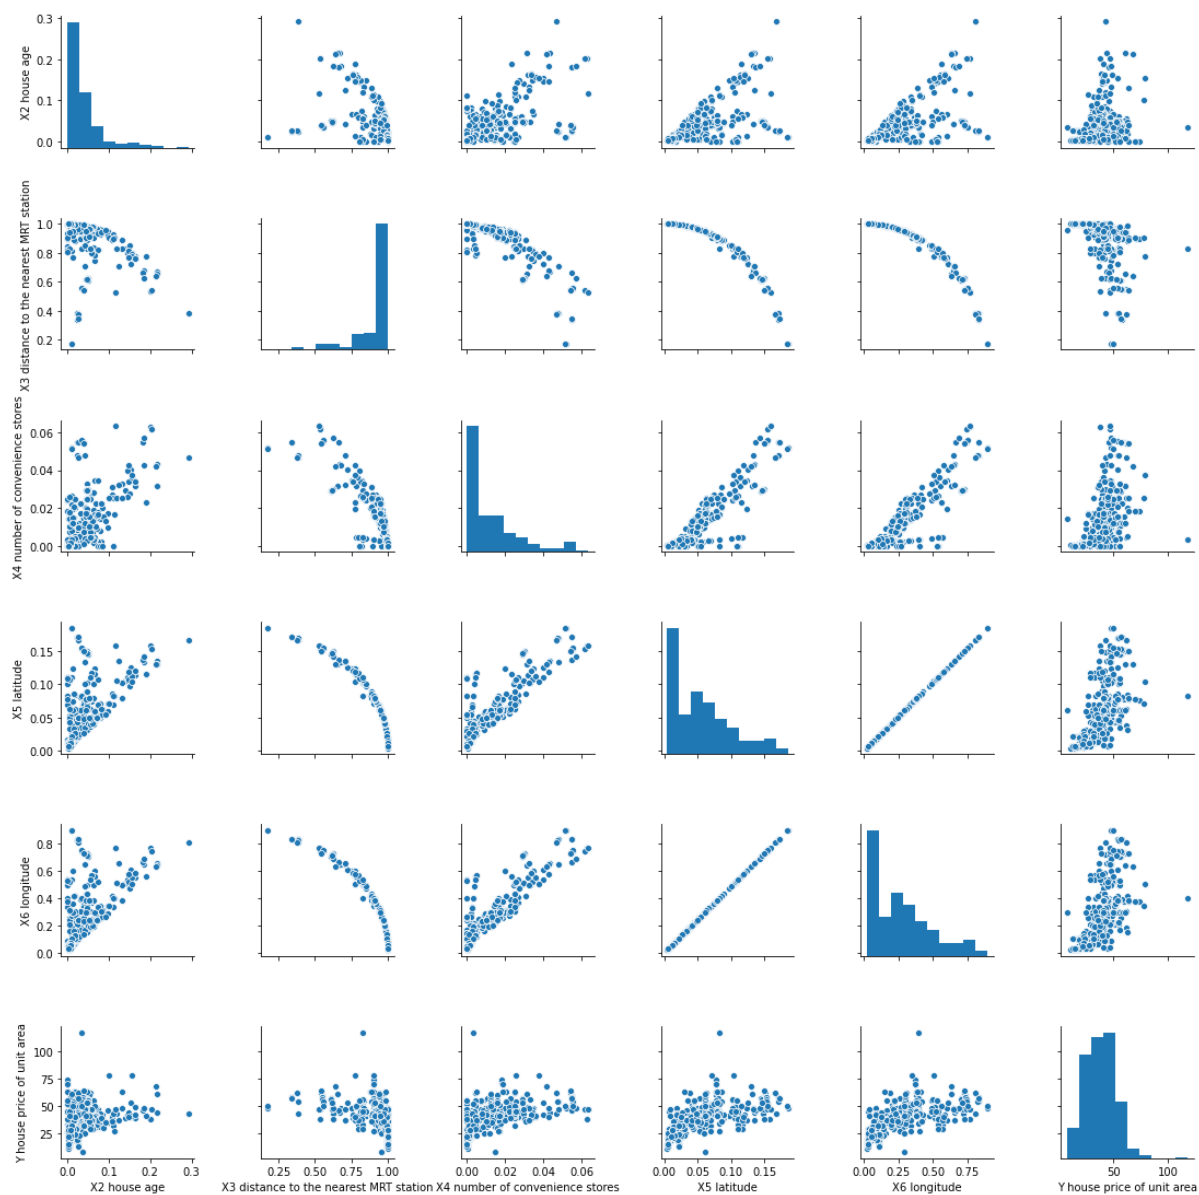 0.3
0.2
0.1
0.0
X2 house age
1.0
0.8
0.6
0.4
0.2
X3 distance to the nearest MRT station
0.06
0.04
0.02
0.00
X4 number of convenience stores
0.15
0.10
0.05
0.00
X5 latitude
0.8
0.6
0.4
0.2
0.0
X6 longitude
100
75
50
25
Y house price of unit area
0.0 0.1 0.2 0.3
X2 house age
0.25 0.50 0.75 1.00
X3 distance to the nearest MRT station
0.00 0.02 0.04 0.06
X4 number of convenience stores
0.00 0.05 0.10 0.15
X5 latitude
0.00 0.25 0.50 0.75
X6 longitude
50 100
Y house price of unit area